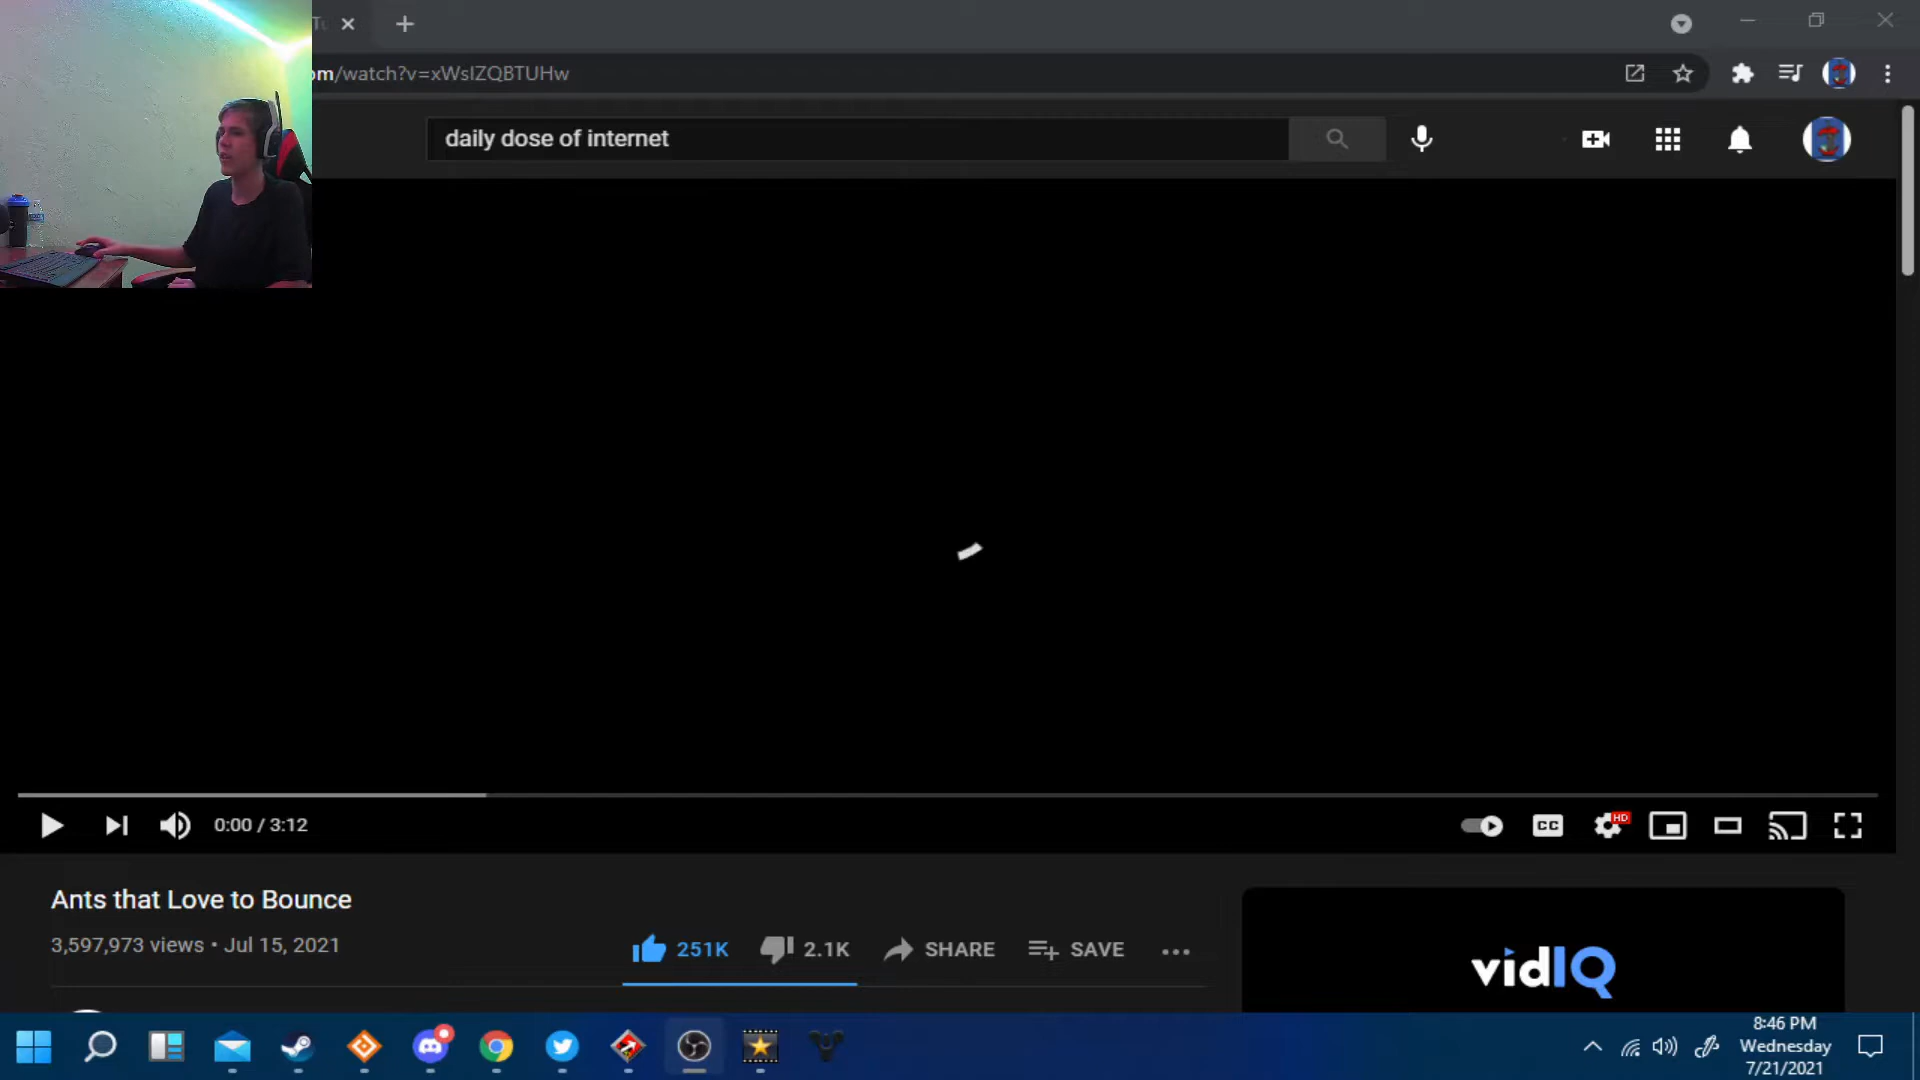 om/watch?v=xWsIZQBTUHw
daily dose of internet
0:00 / 3:12
CC
HD
Ants that Love to Bounce
3,597,973 views • Jul 15, 2021
251K
2.1K
SHARE
SAVE
vidIQ
8:46 PM
Wednesday
7/21/2021